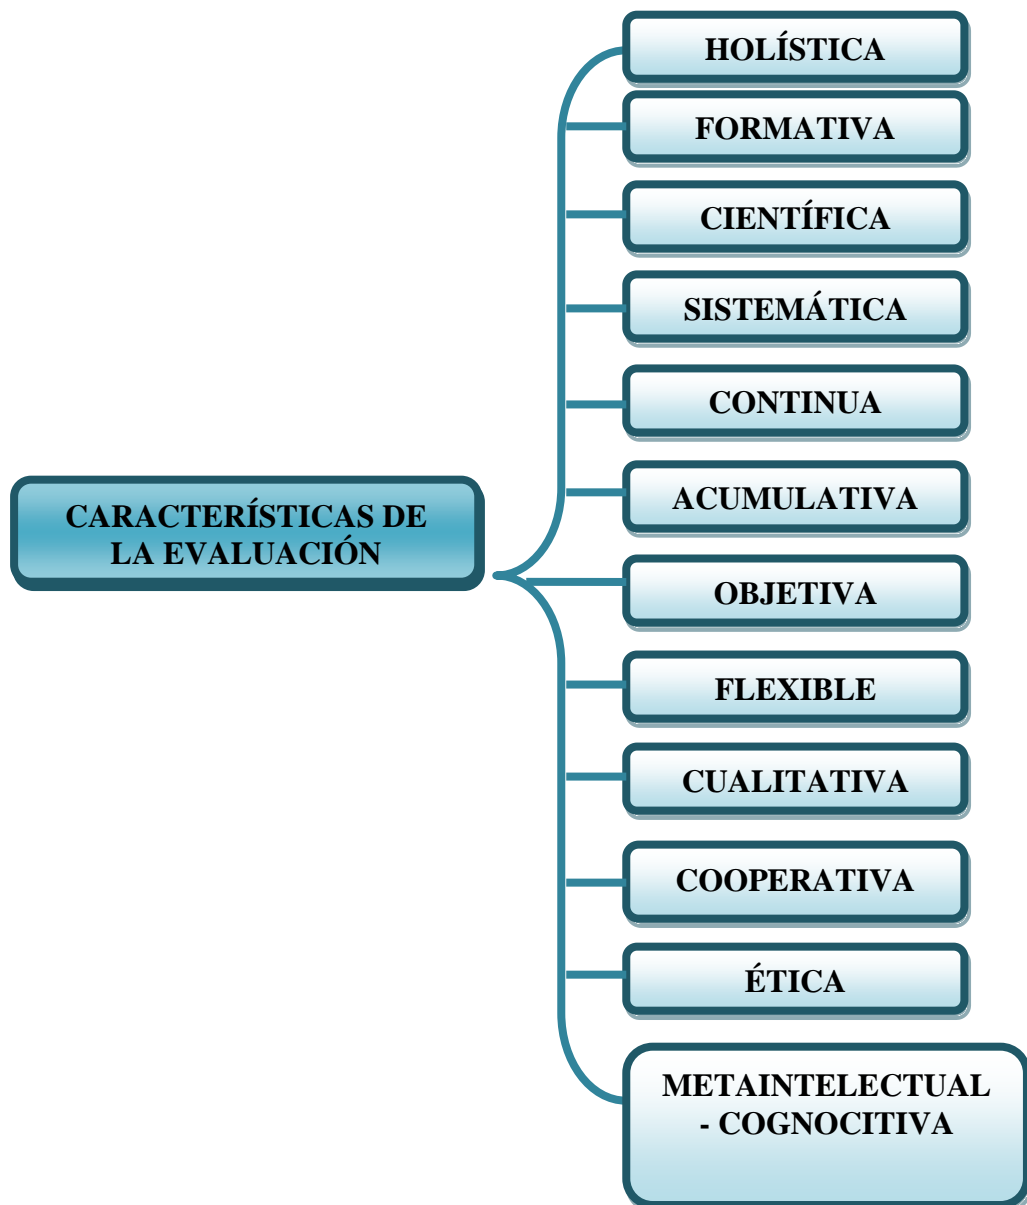 HOLÍSTICA
FORMATIVA
CIENTÍFICA
SISTEMÁTICA
CONTINUA
ACUMULATIVA
CARACTERÍSTICAS DE
LA EVALUACIÓN
OBJETIVA
FLEXIBLE
CUALITATIVA
COOPERATIVA
ÉTICA
METAINTELECTUAL
- COGNOCITIVA